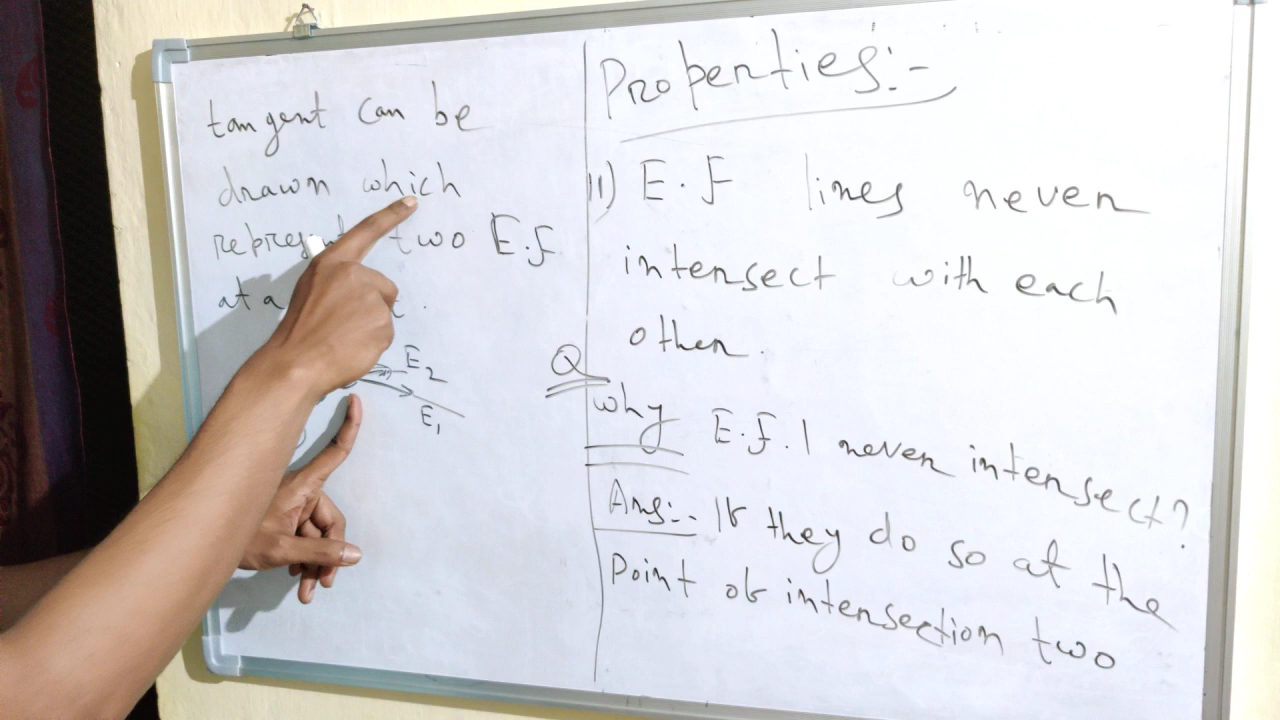 Properties:-
11) E.F lines never
intersect with each
other.
Q
Why E.F.l never intersect?
Ans:- If they do so at the
Point of intersection two
tangent can be
drawn which
two E.F
at a
E2
E1